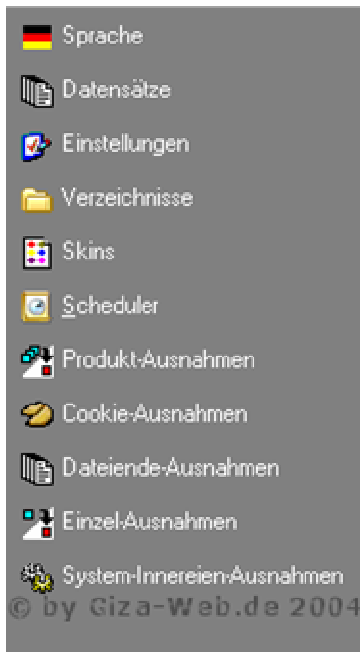 Sprache
Datensätze
Einstellungen
Verzeichnisse
Skins
Scheduler
Produkt-Ausnahmen
Cookie-Ausnahmen
Dateiende-Ausnahmen
Einzel-Ausnahmen
System-Innereien-Ausnahmen
© by Giza-Web.de 2004